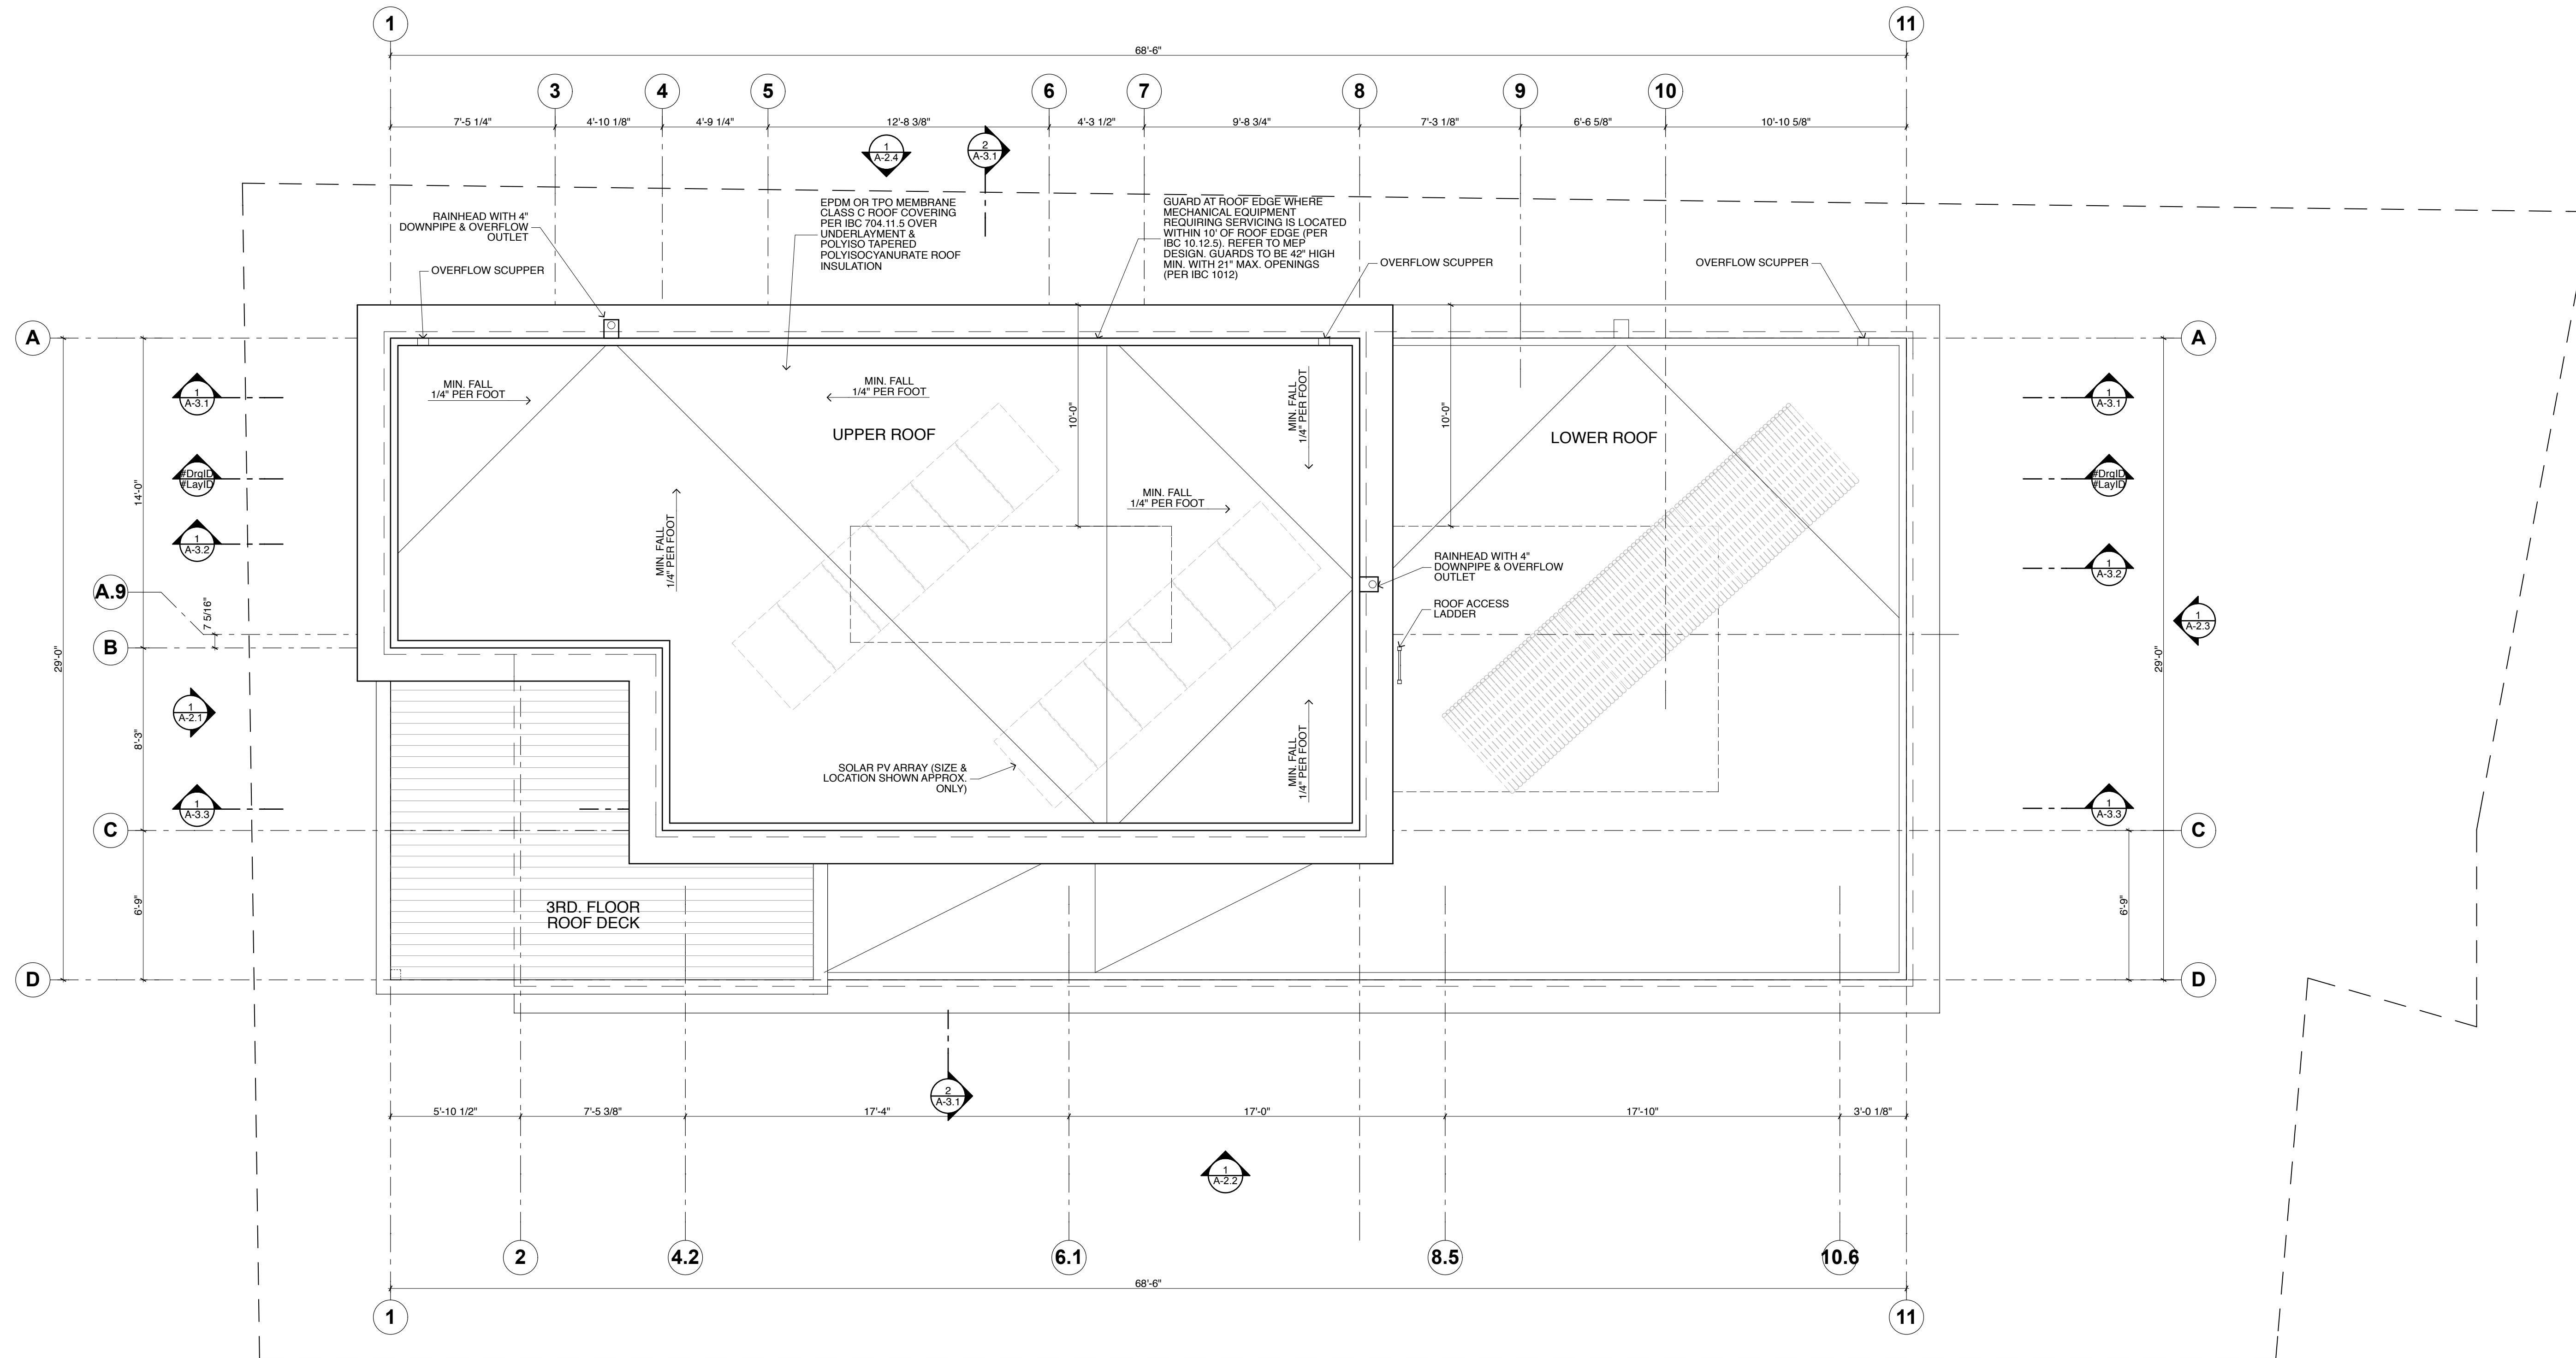 1
11
68'-6"
3
4
5
6
7
8
9
10
7'-5 1/4"
4'-10 1/8"
4'-9 1/4"
12'-8 3/8"
4'-3 1/2"
9'-8 3/4"
7'-3 1/8"
6'-6 5/8"
10'-10 5/8"
1
A-2.4
2
A-3.1
RAINHEAD WITH 4"
DOWNPIPE & OVERFLOW
OUTLET
OVERFLOW SCUPPER
EPDM OR TPO MEMBRANE
CLASS C ROOF COVERING
PER IBC 704.11.5 OVER
UNDERLAYMENT &
POLYISO TAPERED
POLYISOCYANURATE ROOF
INSULATION
GUARD AT ROOF EDGE WHERE
MECHANICAL EQUIPMENT
REQUIRING SERVICING IS LOCATED
WITHIN 10' OF ROOF EDGE (PER
IBC 10.12.5). REFER TO MEP
DESIGN. GUARDS TO BE 42" HIGH
MIN. WITH 21" MAX. OPENINGS
(PER IBC 1012)
OVERFLOW SCUPPER
OVERFLOW SCUPPER
A
A
1
A-3.1
MIN. FALL
1/4" PER FOOT
MIN. FALL
1/4" PER FOOT
MIN. FALL
1/4" PER FOOT
10'-0"
10'-0"
1
A-3.1
UPPER ROOF
LOWER ROOF
#DrgID
#LayID
14'-0"
MIN. FALL
1/4" PER FOOT
#DrgID
#LayID
1
A-3.2
MIN. FALL
1/4" PER FOOT
RAINHEAD WITH 4"
DOWNPIPE & OVERFLOW
OUTLET
1
A-3.2
A.9
7 5/16"
ROOF ACCESS
LADDER
1
A-2.3
B
29'-0"
29'-0"
1
A-2.1
8'-3"
MIN. FALL
1/4" PER FOOT
SOLAR PV ARRAY (SIZE &
LOCATION SHOWN APPROX.
ONLY)
1
A-3.3
1
A-3.3
C
C
6'-9"
3RD. FLOOR
ROOF DECK
6'-9"
D
D
2
A-3.1
5'-10 1/2"
7'-5 3/8"
17'-4"
17'-0"
17'-10"
3'-0 1/8"
1
A-2.2
2
4.2
6.1
8.5
10.6
68'-6"
1
11